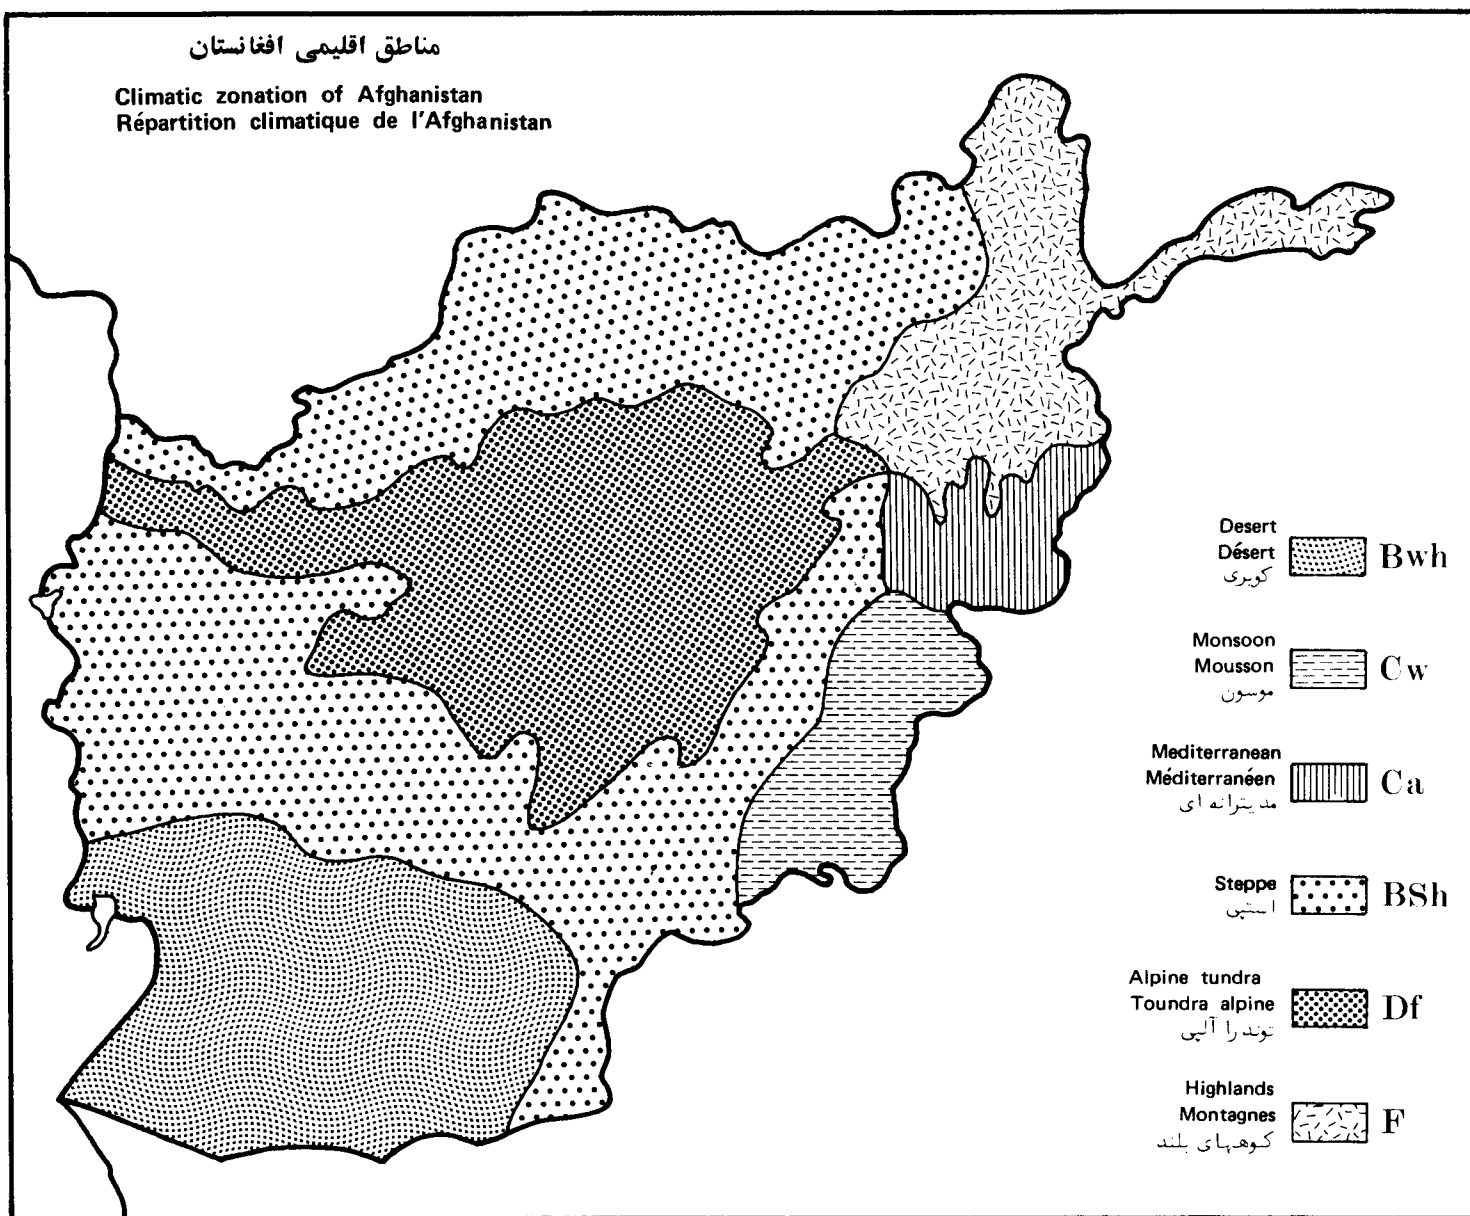 مناطق اقلیمی افغانستان
Climatic zonation of Afghanistan
Répartition climatique de l'Afghanistan
Desert
Désert
کویری
Bwh
Monsoon
Mousson
موسون
Cw
Mediterranean
Méditerranéen
مدیترانه ای
Ca
Steppe
استپی
BSh
Alpine tundra
Toundra alpine
توندرا آلپی
Df
Highlands
Montagnes
کوههای بلند
F